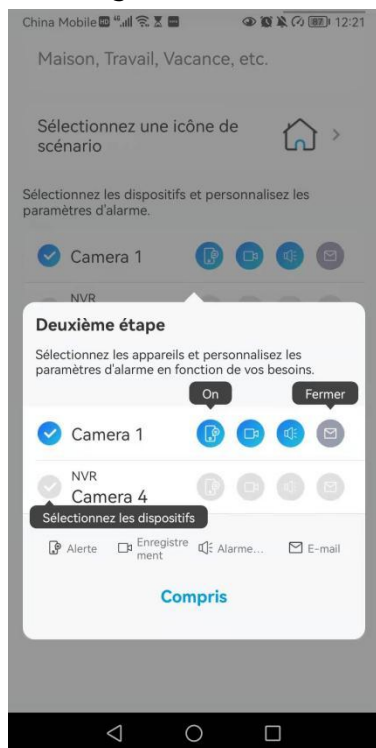 China Mobile HD 12:21
Maison, Travail, Vacance, etc.
Sélectionnez une icône de
scénario
Sélectionnez les dispositifs et personnalisez les
paramètres d'alarme.
Camera 1
NVR
Deuxième étape
Sélectionnez les appareils et personnalisez les
paramètres d'alarme en fonction de vos besoins.
On Fermer
Camera 1
NVR
Camera 4
Sélectionnez les dispositifs
Alerte Enregistre
ment Alarme... E-mail
Compris